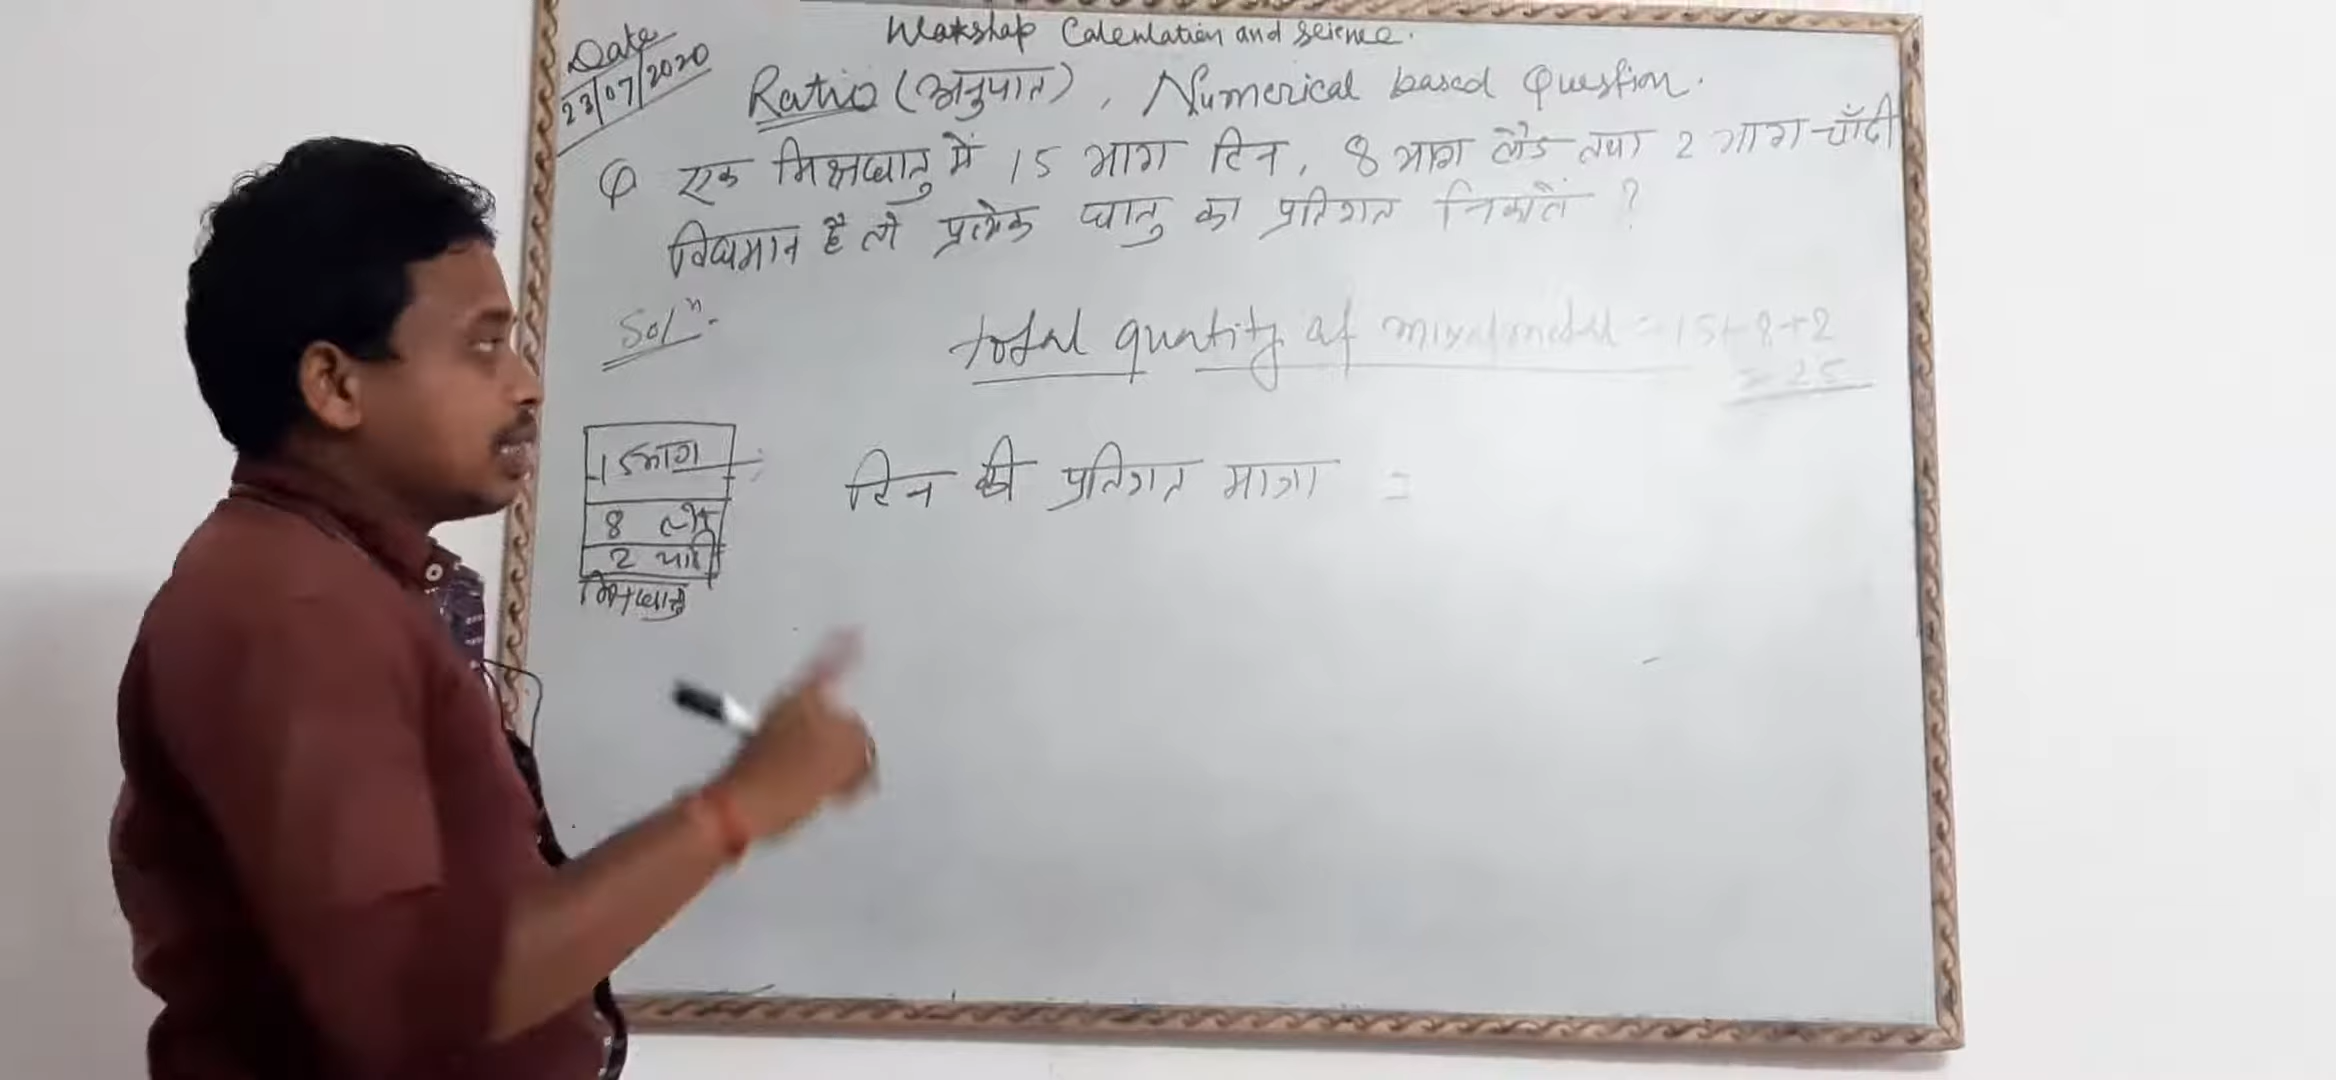 Workshop Calculation and Science.
Date
23/07/2020
Ratio (अनुपात), Numerical based Question.
Q एक मिश्रधातु में 15 भाग टिन, 8 भाग लैड तथा 2 भाग चाँदी
विद्यमान है तो प्रत्येक धातु का प्रतिशत निकालें ?
Solⁿ-
total quntity of mixed metal = 15+8+2
= 25
15 भाग
8 लैड
2 चाँदी
मिश्रधातु
टिन की प्रतिशत मात्रा =